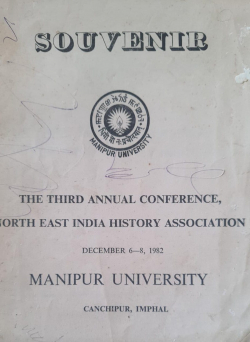 SOUVENIR
MANIPUR UNIVERSITY
THE THIRD ANNUAL CONFERENCE,
NORTH EAST INDIA HISTORY ASSOCIATION
DECEMBER 6—8, 1982
MANIPUR UNIVERSITY
CANCHIPUR, IMPHAL